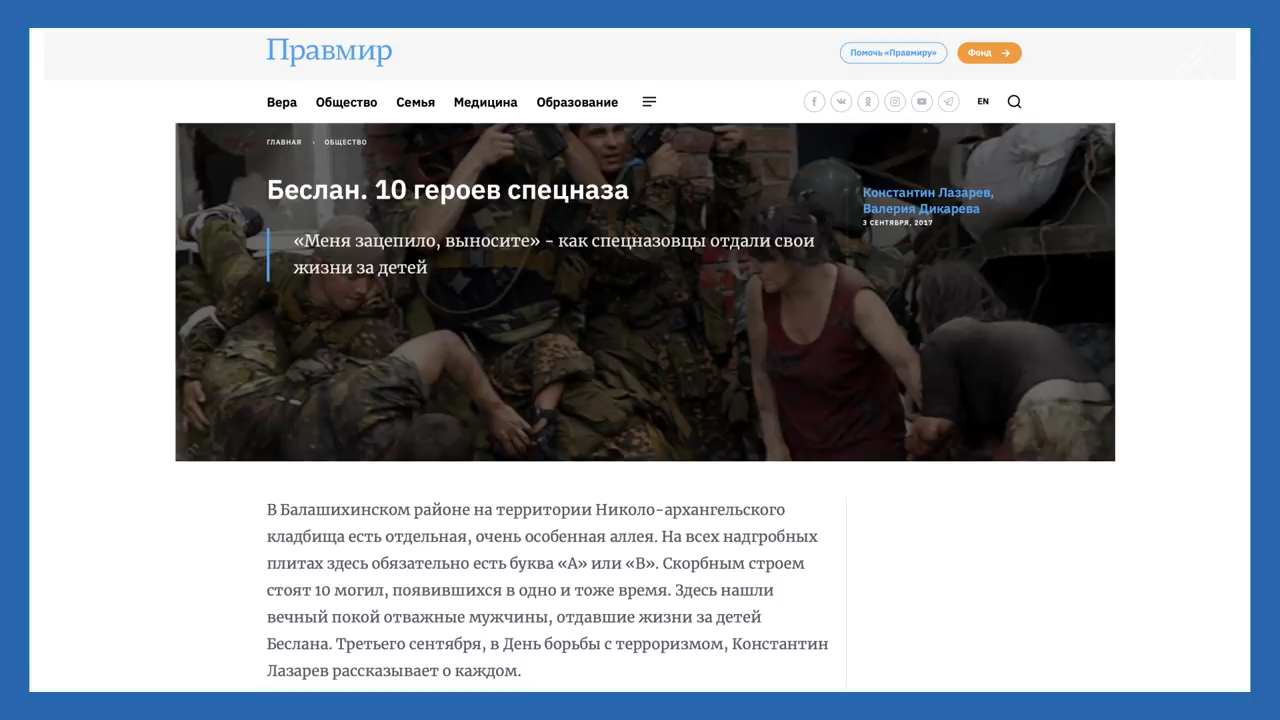 Правмир
Помочь «Правмиру»
Фонд
Вера Общество Семья Медицина Образование
EN
ГЛАВНАЯ · ОБЩЕСТВО
Беслан. 10 героев спецназа
Константин Лазарев,
Валерия Дикарева
3 СЕНТЯБРЯ, 2017
«Меня зацепило, выносите» - как спецназовцы отдали свои
жизни за детей
В Балашихинском районе на территории Николо-архангельского
кладбища есть отдельная, очень особенная аллея. На всех надгробных
плитах здесь обязательно есть буква «А» или «В». Скорбным строем
стоят 10 могил, появившихся в одно и тоже время. Здесь нашли
вечный покой отважные мужчины, отдавшие жизни за детей
Беслана. Третьего сентября, в День борьбы с терроризмом, Константин
Лазарев рассказывает о каждом.